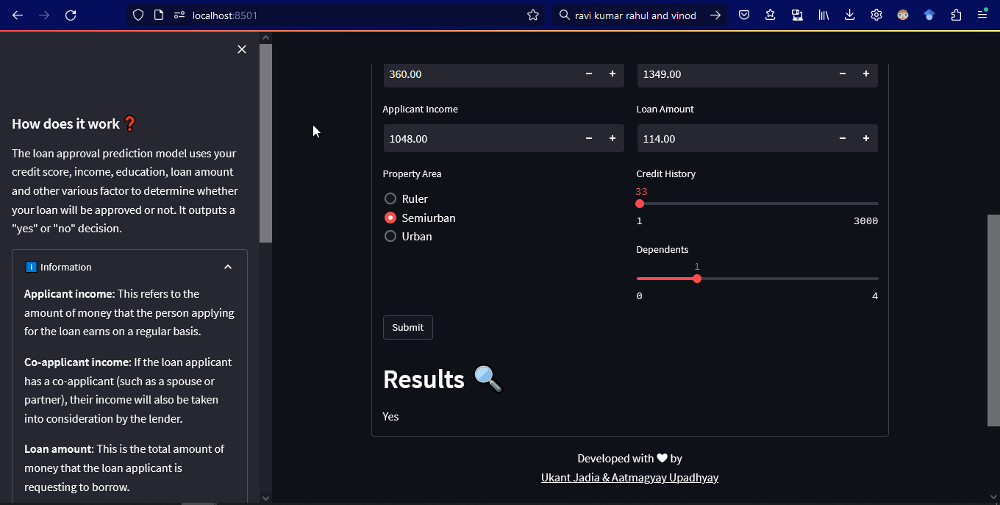 localhost:8501
ravi kumar rahul and vinod
How does it work ❓
The loan approval prediction model uses your
credit score, income, education, loan amount
and other various factor to determine whether
your loan will be approved or not. It outputs a
"yes" or "no" decision.
ℹ️ Information
Applicant income: This refers to the
amount of money that the person applying
for the loan earns on a regular basis.
Co-applicant income: If the loan applicant
has a co-applicant (such as a spouse or
partner), their income will also be taken
into consideration by the lender.
Loan amount: This is the total amount of
money that the loan applicant is
requesting to borrow.
360.00 − +
1349.00 − +
Applicant Income
1048.00 − +
Loan Amount
114.00 − +
Property Area
Ruler
Semiurban
Urban
Credit History
33
1 3000
Dependents
1
0 4
Submit
Results 🔍
Yes
Developed with ❤ by
Ukant Jadia & Aatmagyay Upadhyay